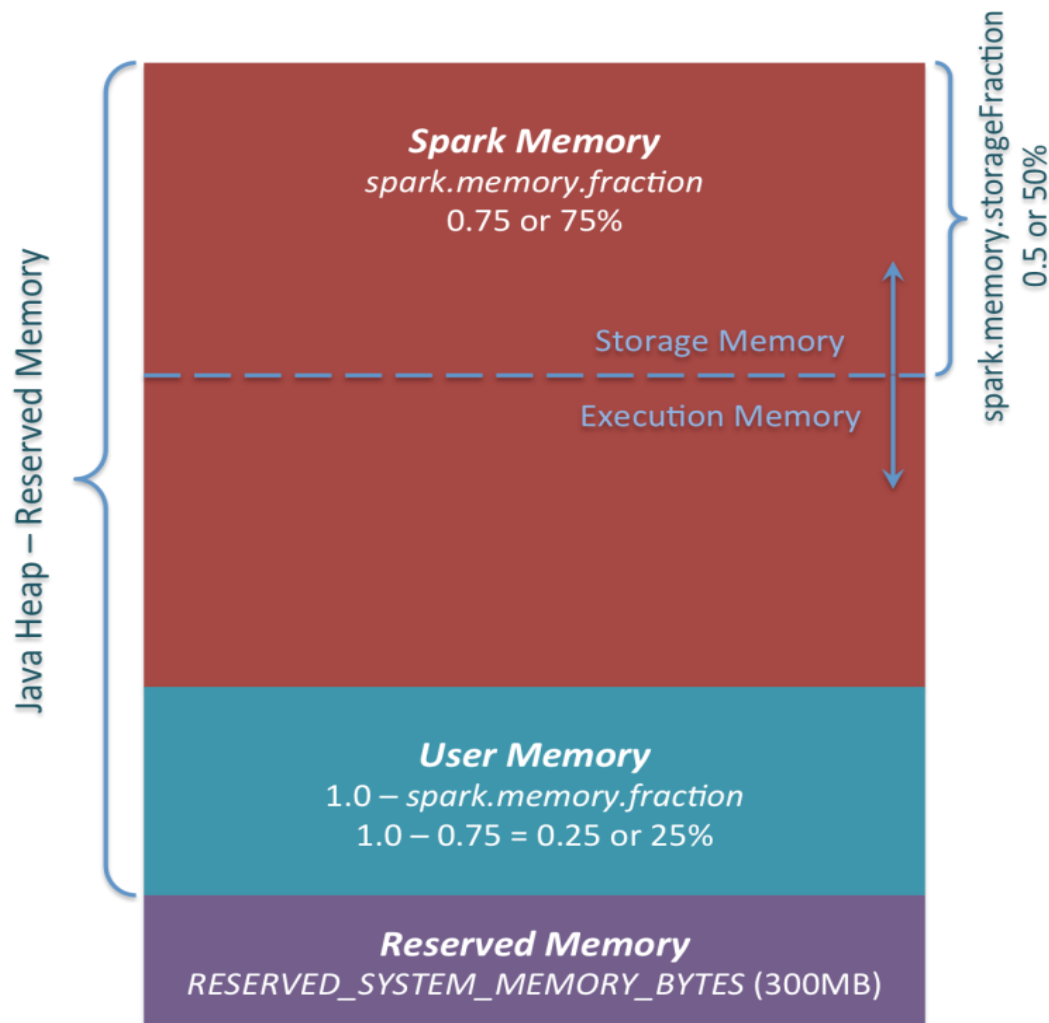 Spark Memory
spark.memory.fraction
0.75 or 75%
Storage Memory
Execution Memory
User Memory
1.0 – spark.memory.fraction
1.0 – 0.75 = 0.25 or 25%
Reserved Memory
RESERVED_SYSTEM_MEMORY_BYTES (300MB)
Java Heap – Reserved Memory
spark.memory.storageFraction
0.5 or 50%